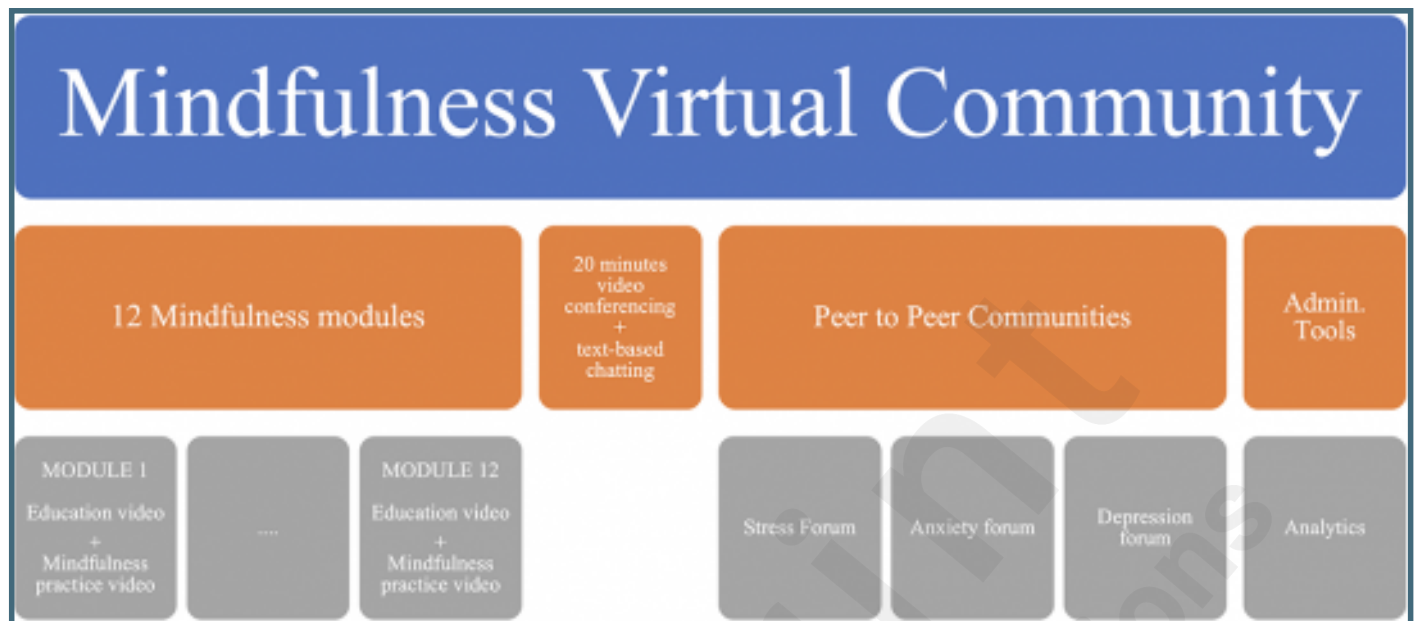 Mindfulness Virtual Community
12 Mindfulness modules
20 minutes
video
conferencing
+
text-based
chatting
Peer to Peer Communities
Admin.
Tools
MODULE 1
Education video
+
Mindfulness
practice video
....
MODULE 12
Education video
+
Mindfulness
practice video
Stress Forum
Anxiety forum
Depression
forum
Analytics